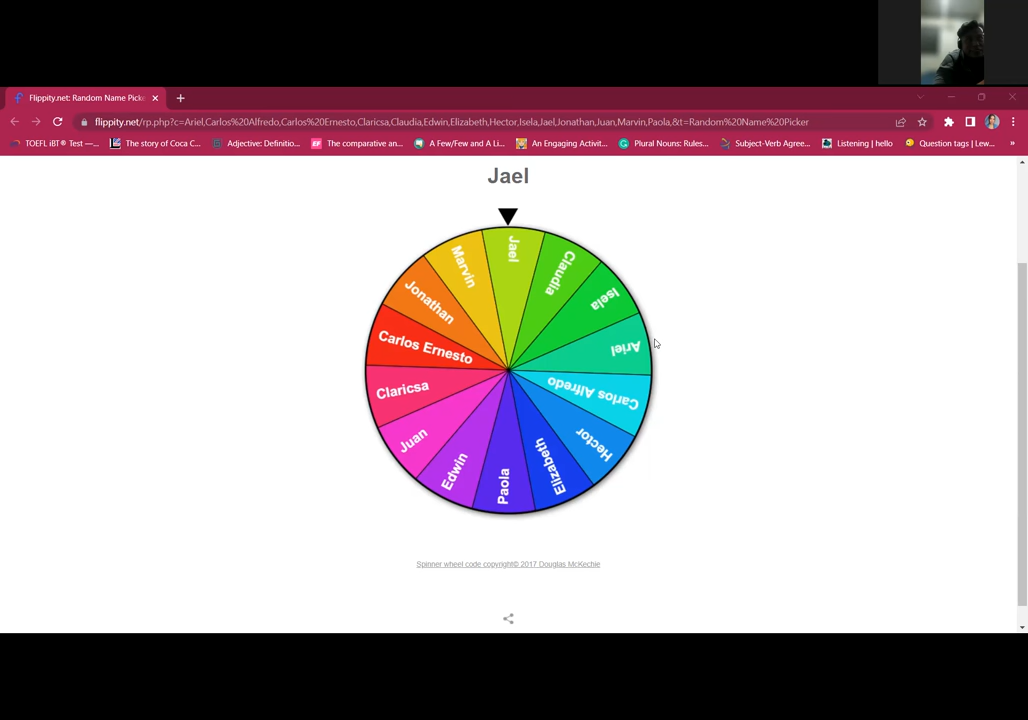 Flippity.net: Random Name Picke
flippity.net/rp.php?c=Ariel,Carlos%20Alfredo,Carlos%20Ernesto,Claricsa,Claudia,Edwin,Elizabeth,Hector,Isela,Jael,Jonathan,Juan,Marvin,Paola,&t=Random%20Name%20Picker
TOEFL iBT® Test —... The story of Coca C... Adjective: Definitio... EF The comparative an... A Few/Few and A Li... An Engaging Activit... Plural Nouns: Rules... Subject-Verb Agree... Listening | hello Question tags | Lew... »
Jael
Jael
Claudia
Isela
Ariel
Carlos Alfredo
Hector
Elizabeth
Paola
Edwin
Juan
Claricsa
Carlos Ernesto
Jonathan
Marvin
Spinner wheel code copyright© 2017 Douglas McKechie